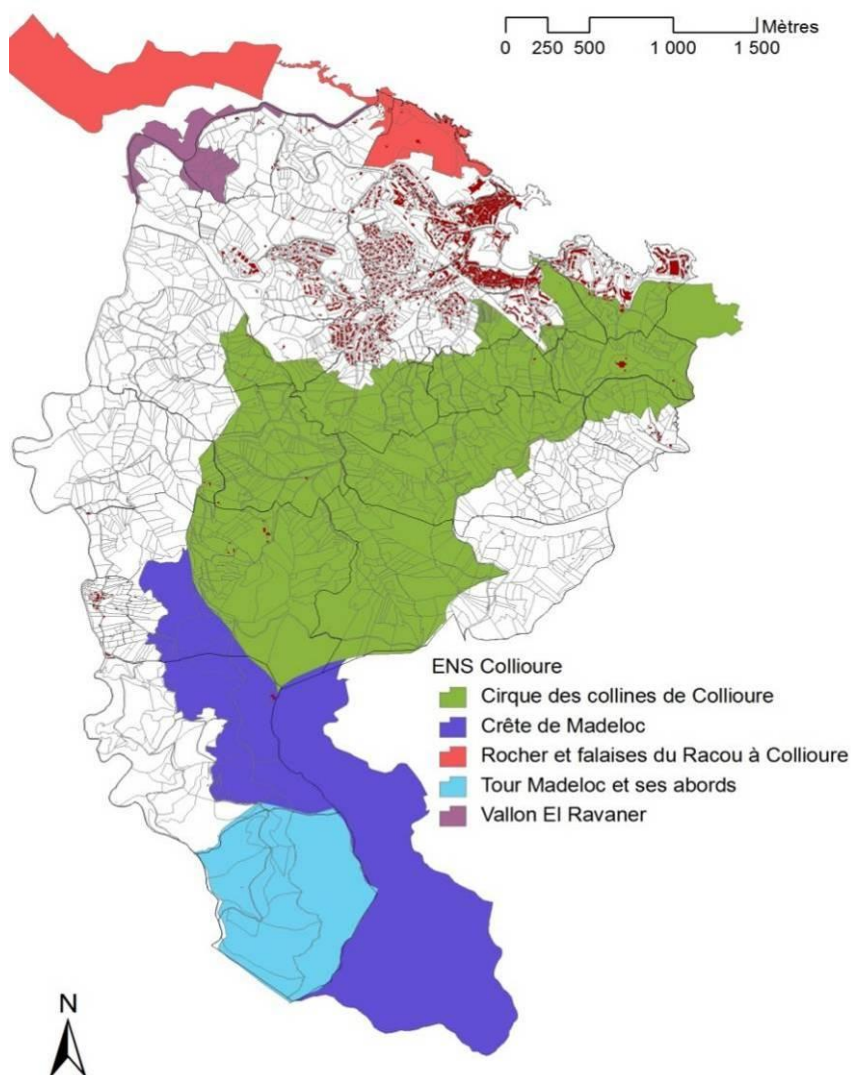 Mètres
0 250 500 1 000 1 500
ENS Collioure
Cirque des collines de Collioure
Crête de Madeloc
Rocher et falaises du Racou à Collioure
Tour Madeloc et ses abords
Vallon El Ravaner
N